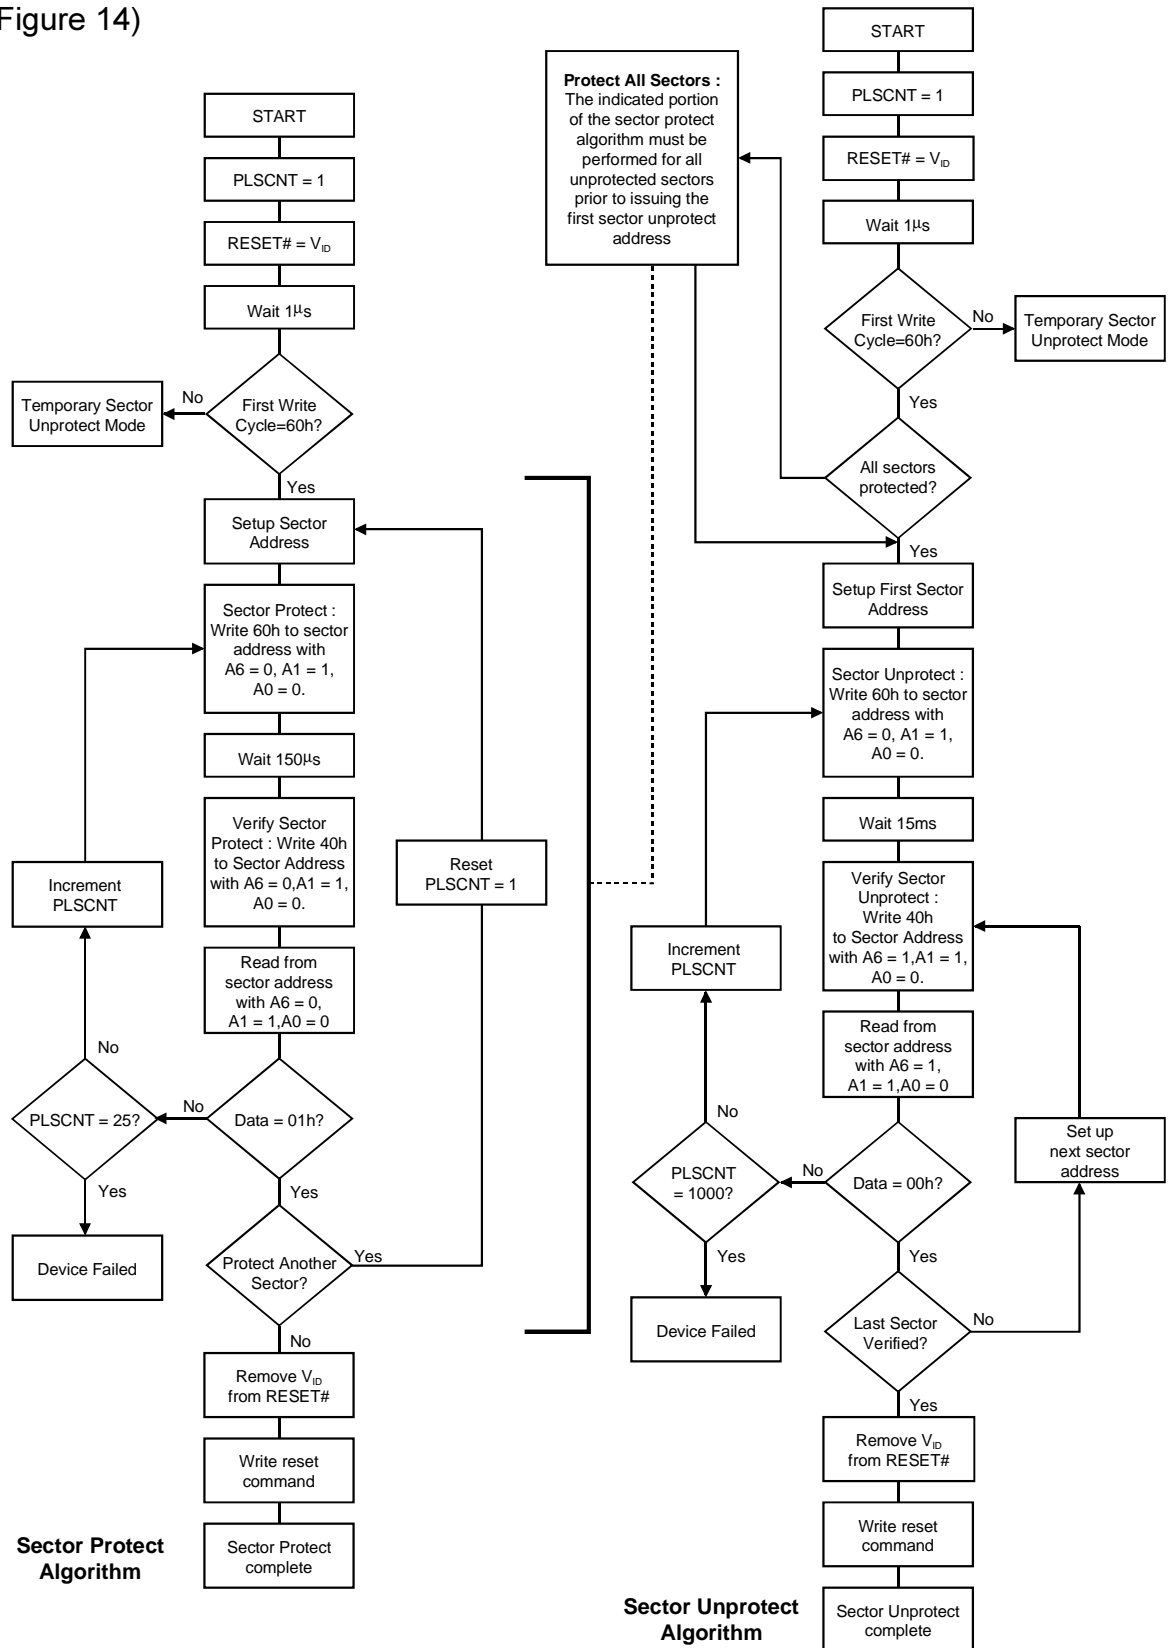 Figure 14)
START
PLSCNT = 1
RESET# = VID
Wait 1µs
First Write
Cycle=60h?
No
Temporary Sector
Unprotect Mode
Yes
Setup Sector
Address
Sector Protect :
Write 60h to sector
address with
A6 = 0, A1 = 1,
A0 = 0.
Wait 150µs
Verify Sector
Protect : Write 40h
to Sector Address
with A6 = 0,A1 = 1,
A0 = 0.
Reset
PLSCNT = 1
Increment
PLSCNT
Read from
sector address
with A6 = 0,
A1 = 1,A0 = 0
No
PLSCNT = 25?
No
Data = 01h?
Yes
Yes
Device Failed
Protect Another
Sector?
Yes
No
Remove VID
from RESET#
Write reset
command
Sector Protect
complete
Sector Protect
Algorithm
Protect All Sectors :
The indicated portion
of the sector protect
algorithm must be
performed for all
unprotected sectors
prior to issuing the
first sector unprotect
address
START
PLSCNT = 1
RESET# = VID
Wait 1µs
First Write
Cycle=60h?
No
Temporary Sector
Unprotect Mode
Yes
All sectors
protected?
Yes
Setup First Sector
Address
Sector Unprotect :
Write 60h to sector
address with
A6 = 0, A1 = 1,
A0 = 0.
Wait 15ms
Verify Sector
Unprotect :
Write 40h
to Sector Address
with A6 = 1,A1 = 1,
A0 = 0.
Increment
PLSCNT
Read from
sector address
with A6 = 1,
A1 = 1,A0 = 0
No
PLSCNT
= 1000?
No
Data = 00h?
Set up
next sector
address
Yes
Yes
Device Failed
Last Sector
Verified?
No
Yes
Remove VID
from RESET#
Write reset
command
Sector Unprotect
complete
Sector Unprotect
Algorithm